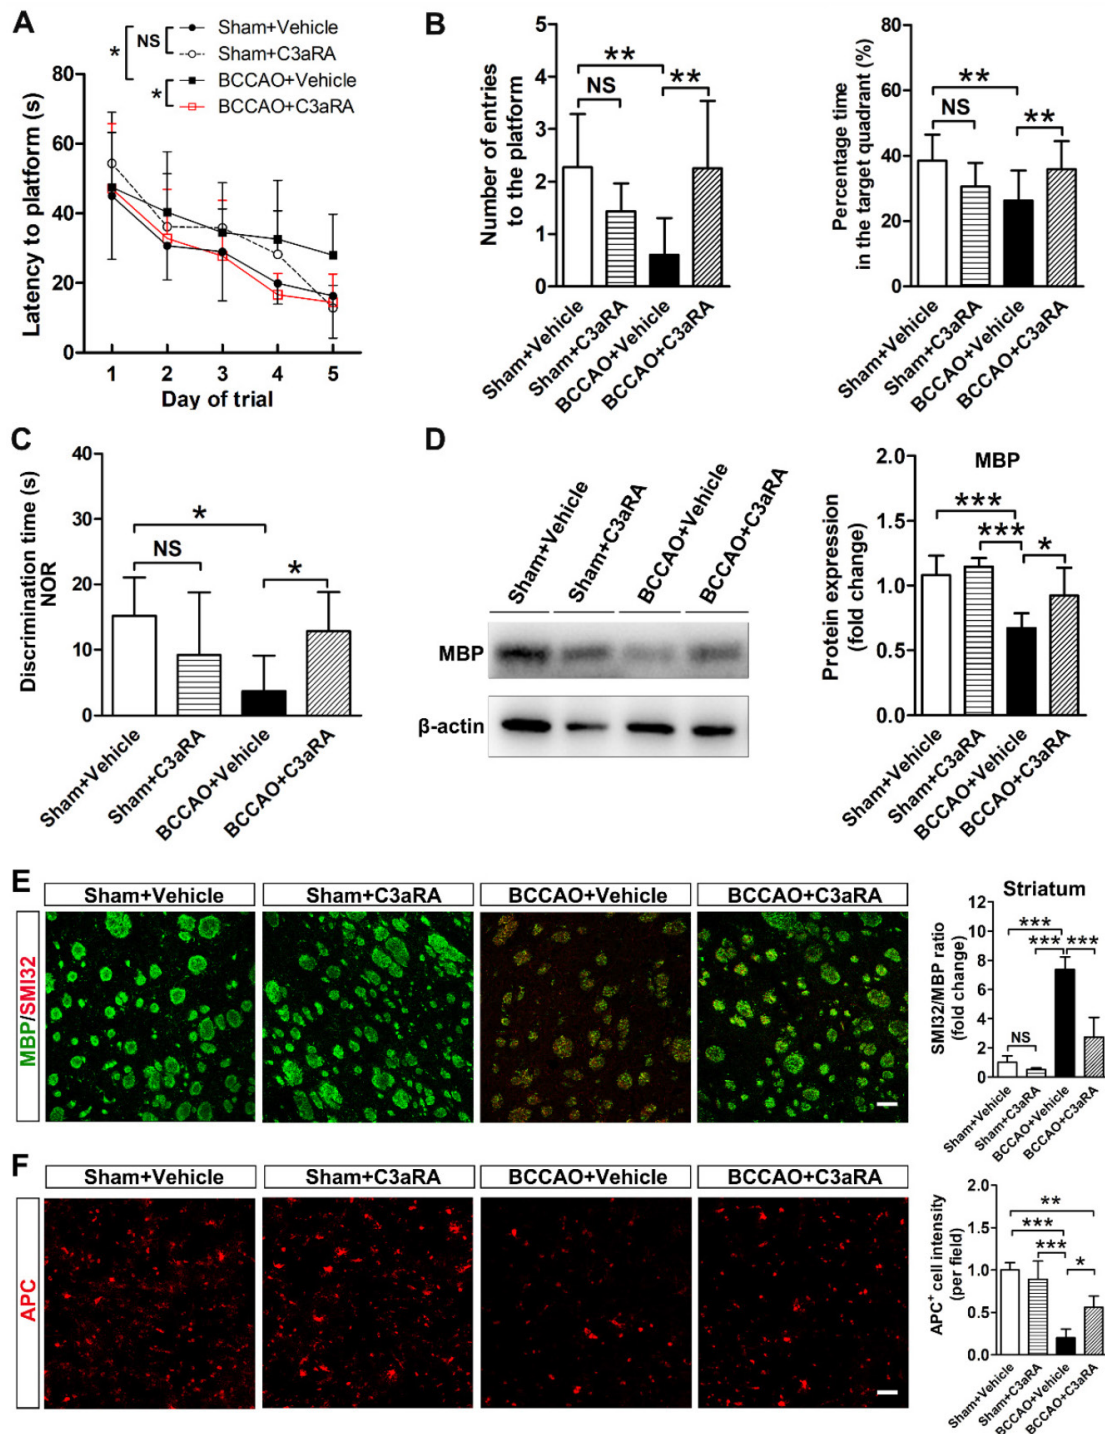 A
* NS
Sham+Vehicle
Sham+C3aRA
BCCAO+Vehicle
* BCCAO+C3aRA
Latency to platform (s)
80
60
40
20
0
1 2 3 4 5
Day of trial
B
Number of entries
to the platform
5
4
3
2
1
0
**
NS **
Sham+Vehicle
Sham+C3aRA
BCCAO+Vehicle
BCCAO+C3aRA
Percentage time
in the target quadrant (%)
80
60
40
20
0
**
NS **
Sham+Vehicle
Sham+C3aRA
BCCAO+Vehicle
BCCAO+C3aRA
C
Discrimination time (s)
NOR
40
30
20
10
0
*
NS *
Sham+Vehicle
Sham+C3aRA
BCCAO+Vehicle
BCCAO+C3aRA
D
Sham+Vehicle
Sham+C3aRA
BCCAO+Vehicle
BCCAO+C3aRA
MBP
β-actin
MBP
Protein expression
(fold change)
2.0
1.5
1.0
0.5
0.0
***
*** *
Sham+Vehicle
Sham+C3aRA
BCCAO+Vehicle
BCCAO+C3aRA
E
Sham+Vehicle Sham+C3aRA BCCAO+Vehicle BCCAO+C3aRA
MBP/SMI32
Striatum
SMI32/MBP ratio
(fold change)
12
10
8
6
4
2
0
***
*** ***
NS
Sham+Vehicle
Sham+C3aRA
BCCAO+Vehicle
BCCAO+C3aRA
F
Sham+Vehicle Sham+C3aRA BCCAO+Vehicle BCCAO+C3aRA
APC
APC+ cell intensity
(per field)
2.0
1.5
1.0
0.5
0.0
**
***
***
*
Sham+Vehicle
Sham+C3aRA
BCCAO+Vehicle
BCCAO+C3aRA